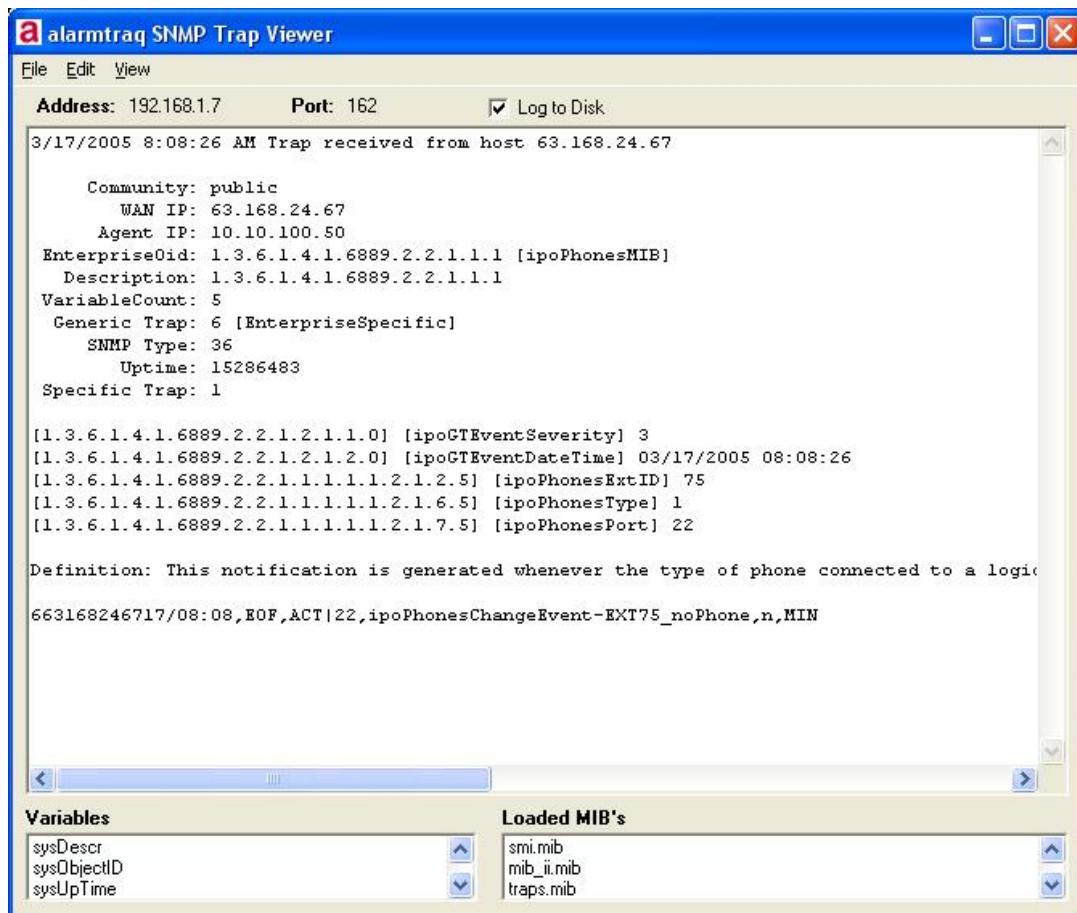 a alarmtraq SNMP Trap Viewer
File Edit View
Address: 192.168.1.7 Port: 162 Log to Disk
3/17/2005 8:08:26 AM Trap received from host 63.168.24.67
Community: public
WAN IP: 63.168.24.67
Agent IP: 10.10.100.50
EnterpriseOid: 1.3.6.1.4.1.6889.2.2.1.1.1 [ipoPhonesMIB]
Description: 1.3.6.1.4.1.6889.2.2.1.1.1
VariableCount: 5
Generic Trap: 6 [EnterpriseSpecific]
SNMP Type: 36
Uptime: 15286483
Specific Trap: 1
[1.3.6.1.4.1.6889.2.2.1.2.1.1.0] [ipoGTEventSeverity] 3
[1.3.6.1.4.1.6889.2.2.1.2.1.2.0] [ipoGTEventDateTime] 03/17/2005 08:08:26
[1.3.6.1.4.1.6889.2.2.1.1.1.1.1.2.1.2.5] [ipoPhonesExtID] 75
[1.3.6.1.4.1.6889.2.2.1.1.1.1.1.2.1.6.5] [ipoPhonesType] 1
[1.3.6.1.4.1.6889.2.2.1.1.1.1.1.2.1.7.5] [ipoPhonesPort] 22
Definition: This notification is generated whenever the type of phone connected to a logic
663168246717/08:08,EOF,ACT|22,ipoPhonesChangeEvent-EXT75_noPhone,n,MIN
Variables Loaded MIB's
sysDescr smi.mib
sysObjectID mib_ii.mib
sysUpTime traps.mib